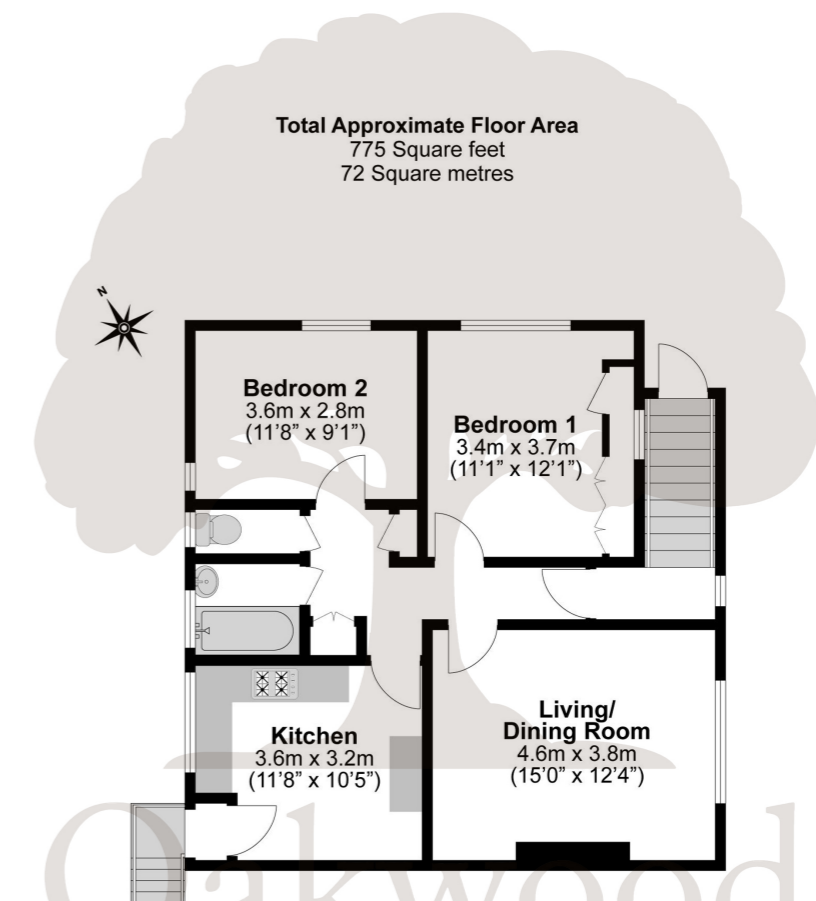 Total Approximate Floor Area
775 Square feet
72 Square metres
N
Bedroom 2
3.6m x 2.8m
(11'8" x 9'1")
Bedroom 1
3.4m x 3.7m
(11'1" x 12'1")
Living/
Dining Room
4.6m x 3.8m
(15'0" x 12'4")
Kitchen
3.6m x 3.2m
(11'8" x 10'5")
Oakwood